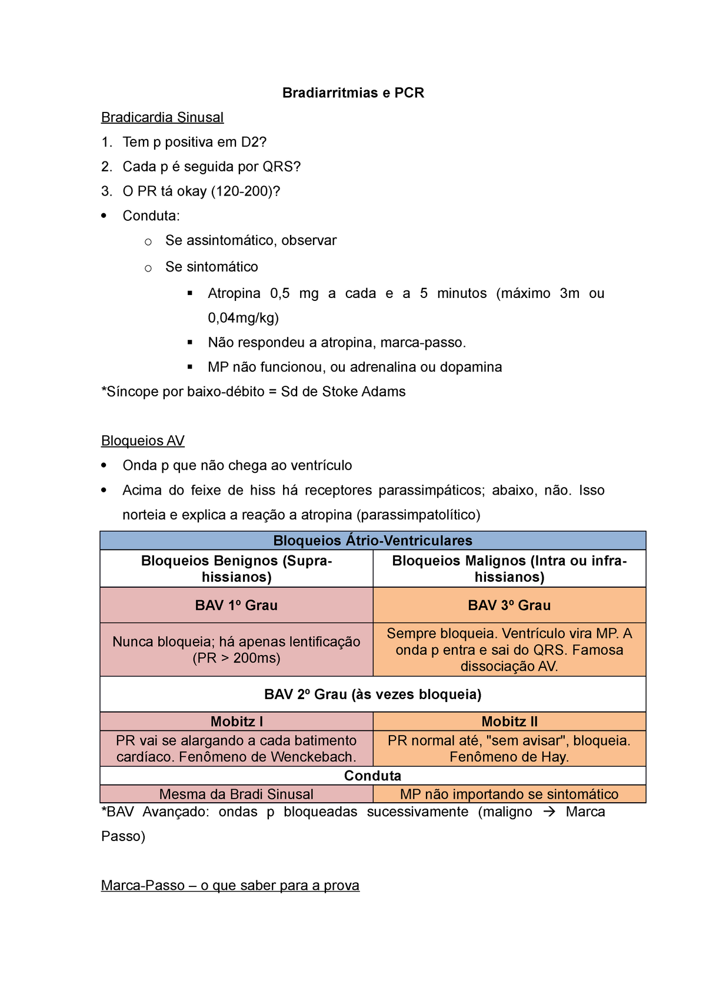 Bradiarritmias e PCR
Bradicardia Sinusal
1. Tem p positiva em D2?
2. Cada p é seguida por QRS?
3. O PR tá okay (120-200)?
• Conduta:
o Se assintomático, observar
o Se sintomático
▪ Atropina 0,5 mg a cada e a 5 minutos (máximo 3m ou
0,04mg/kg)
▪ Não respondeu a atropina, marca-passo.
▪ MP não funcionou, ou adrenalina ou dopamina
*Síncope por baixo-débito = Sd de Stoke Adams
Bloqueios AV
• Onda p que não chega ao ventrículo
• Acima do feixe de hiss há receptores parassimpáticos; abaixo, não. Isso
norteia e explica a reação a atropina (parassimpatolítico)
Bloqueios Átrio-Ventriculares
Bloqueios Benignos (Supra-
hissianos)
Bloqueios Malignos (Intra ou infra-
hissianos)
BAV 1º Grau
BAV 3º Grau
Nunca bloqueia; há apenas lentificação
(PR > 200ms)
Sempre bloqueia. Ventrículo vira MP. A
onda p entra e sai do QRS. Famosa
dissociação AV.
BAV 2º Grau (às vezes bloqueia)
Mobitz I
Mobitz II
PR vai se alargando a cada batimento
cardíaco. Fenômeno de Wenckebach.
PR normal até, "sem avisar", bloqueia.
Fenômeno de Hay.
Conduta
Mesma da Bradi Sinusal
MP não importando se sintomático
*BAV Avançado: ondas p bloqueadas sucessivamente (maligno → Marca
Passo)
Marca-Passo – o que saber para a prova